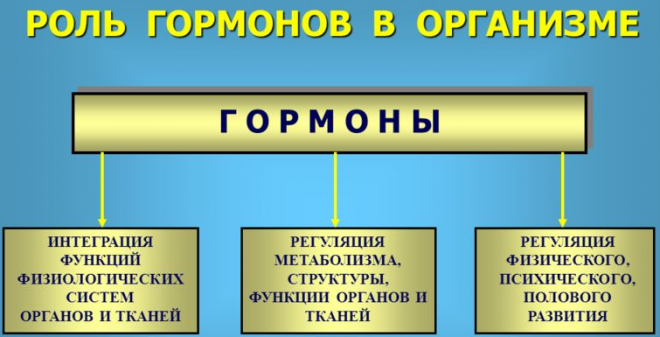 РОЛЬ ГОРМОНОВ В ОРГАНИЗМЕ
ГОРМОНЫ
ИНТЕГРАЦИЯ
ФУНКЦИЙ
ФИЗИОЛОГИЧЕСКИХ
СИСТЕМ
ОРГАНОВ И ТКАНЕЙ
РЕГУЛЯЦИЯ
МЕТАБОЛИЗМА,
СТРУКТУРЫ,
ФУНКЦИИ ОРГАНОВ И
ТКАНЕЙ
РЕГУЛЯЦИЯ
ФИЗИЧЕСКОГО,
ПСИХИЧЕСКОГО,
ПОЛОВОГО
РАЗВИТИЯ